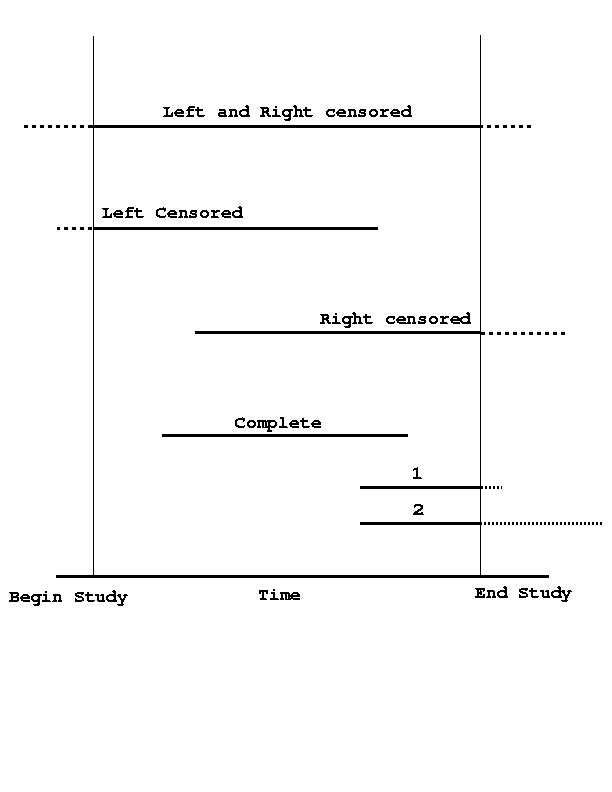 Left and Right censored
Left Censored
Right censored
Complete
1
2
Begin Study
Time
End Study